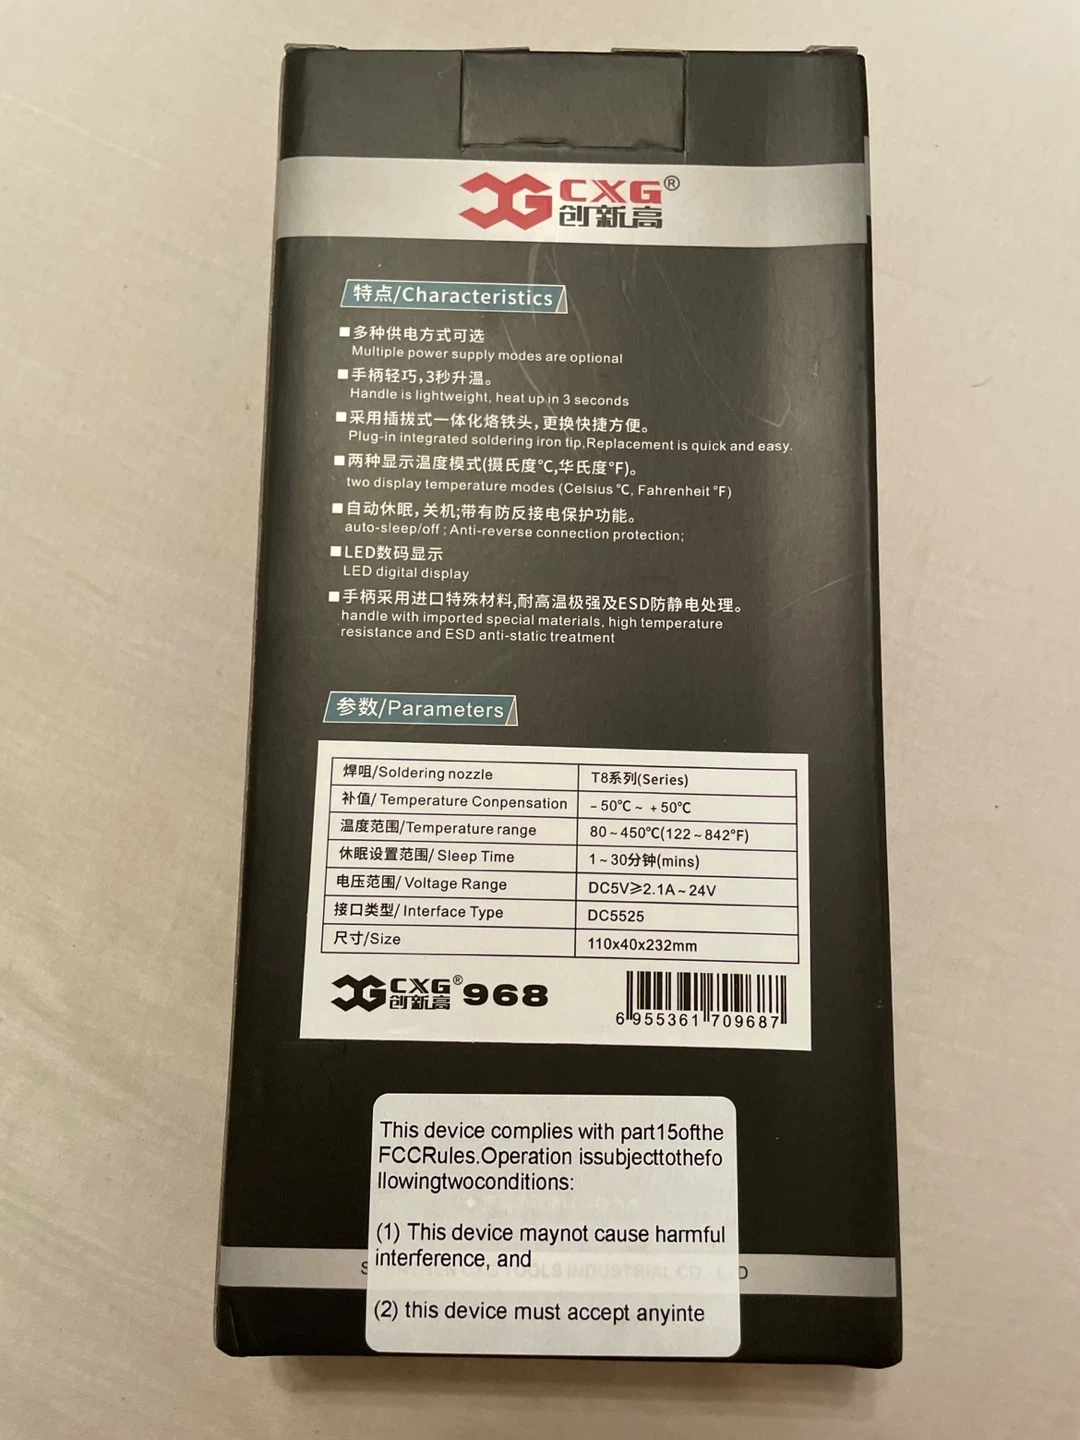 CXG®
创新高
特点/Characteristics
■多种供电方式可选
Multiple power supply modes are optional
■手柄轻巧,3秒升温。
Handle is lightweight, heat up in 3 seconds
■采用插拔式一体化烙铁头,更换快捷方便。
Plug-in integrated soldering iron tip,Replacement is quick and easy.
■两种显示温度模式(摄氏度℃,华氏度℉)。
two display temperature modes (Celsius ℃, Fahrenheit ℉)
■自动休眠,关机;带有防反接电保护功能。
auto-sleep/off ; Anti-reverse connection protection;
■LED数码显示
LED digital display
■手柄采用进口特殊材料,耐高温极强及ESD防静电处理。
handle with imported special materials, high temperature
resistance and ESD anti-static treatment
参数/Parameters
焊咀/Soldering nozzle T8系列(Series)
补值/ Temperature Conpensation －50℃ ~ +50℃
温度范围/Temperature range 80~450℃(122~842℉)
休眠设置范围/ Sleep Time 1~30分钟(mins)
电压范围/ Voltage Range DC5V⩾2.1A~24V
接口类型/ Interface Type DC5525
尺寸/Size 110x40x232mm
CXG® 968
创新高
6 955361 709687
This device complies with part15ofthe
FCCRules.Operation issubjecttothefo
llowingtwoconditions:
(1) This device maynot cause harmful
interference, and
SHENZHEN CXG TOOLS INDUSTRIAL CO., LTD
(2) this device must accept anyinte